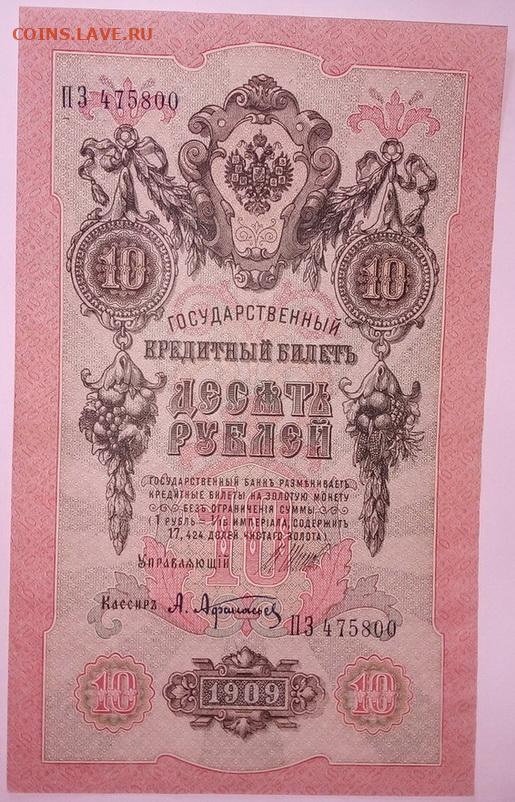 COINS.LAVE.РУ
ПЗ 475800
10 10
ГОСУДАРСТВЕННЫЙ
КРЕДИТНЫЙ БИЛЕТЪ
ДЕСЯТЬ
РУБЛЕЙ
ГОСУДАРСТВЕННЫЙ БАНКЪ РАЗМѢНИВАЕТЪ
КРЕДИТНЫЕ БИЛЕТЫ НА ЗОЛОТУЮ МОНЕТУ
БЕЗЪ ОГРАНИЧЕНІЯ СУММЫ
(1 РУБЛЬ = 1/15 ИМПЕРІАЛА, СОДЕРЖИТЪ
17,424 ДОЛЕЙ ЧИСТАГО ЗОЛОТА.)
10
УПРАВЛЯЮЩІЙ
Кассиръ А. Афанасьев
ПЗ 475800
10 1909 10